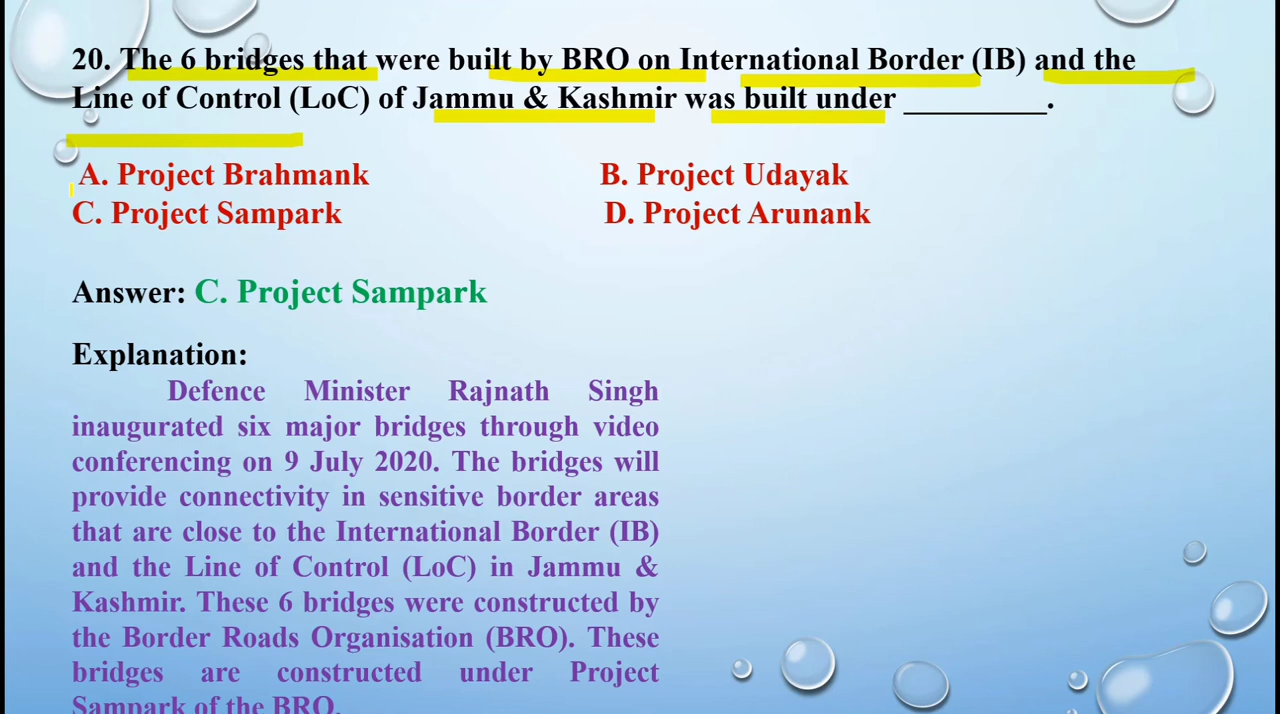 20. The 6 bridges that were built by BRO on International Border (IB) and the
Line of Control (LoC) of Jammu & Kashmir was built under _________.
A. Project Brahmank B. Project Udayak
C. Project Sampark D. Project Arunank
Answer: C. Project Sampark
Explanation:
Defence Minister Rajnath Singh
inaugurated six major bridges through video
conferencing on 9 July 2020. The bridges will
provide connectivity in sensitive border areas
that are close to the International Border (IB)
and the Line of Control (LoC) in Jammu &
Kashmir. These 6 bridges were constructed by
the Border Roads Organisation (BRO). These
bridges are constructed under Project
Sampark of the BRO.